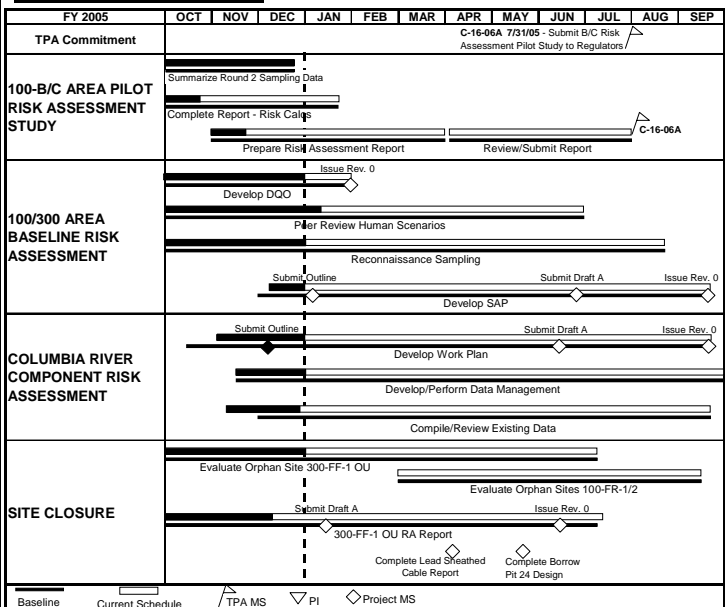 FY 2005 OCT NOV DEC JAN FEB MAR APR MAY JUN JUL AUG SEP
TPA Commitment
C-16-06A 7/31/05 - Submit B/C Risk
Assessment Pilot Study to Regulators
100-B/C AREA PILOT
RISK ASSESSMENT
STUDY
Summarize Round 2 Sampling Data
Complete Report - Risk Calcs
C-16-06A
Prepare Risk Assessment Report
Review/Submit Report
100/300 AREA
BASELINE RISK
ASSESSMENT
Issue Rev. 0
Develop DQO
Peer Review Human Scenarios
Reconnaissance Sampling
Submit Outline
Submit Draft A
Issue Rev. 0
Develop SAP
COLUMBIA RIVER
COMPONENT RISK
ASSESSMENT
Submit Outline
Submit Draft A
Issue Rev. 0
Develop Work Plan
Develop/Perform Data Management
Compile/Review Existing Data
SITE CLOSURE
Evaluate Orphan Site 300-FF-1 OU
Evaluate Orphan Sites 100-FR-1/2
Submit Draft A
Issue Rev. 0
300-FF-1 OU RA Report
Complete Lead Sheathed
Cable Report
Complete Borrow
Pit 24 Design
Baseline
Current Schedule
TPA MS
PI
Project MS